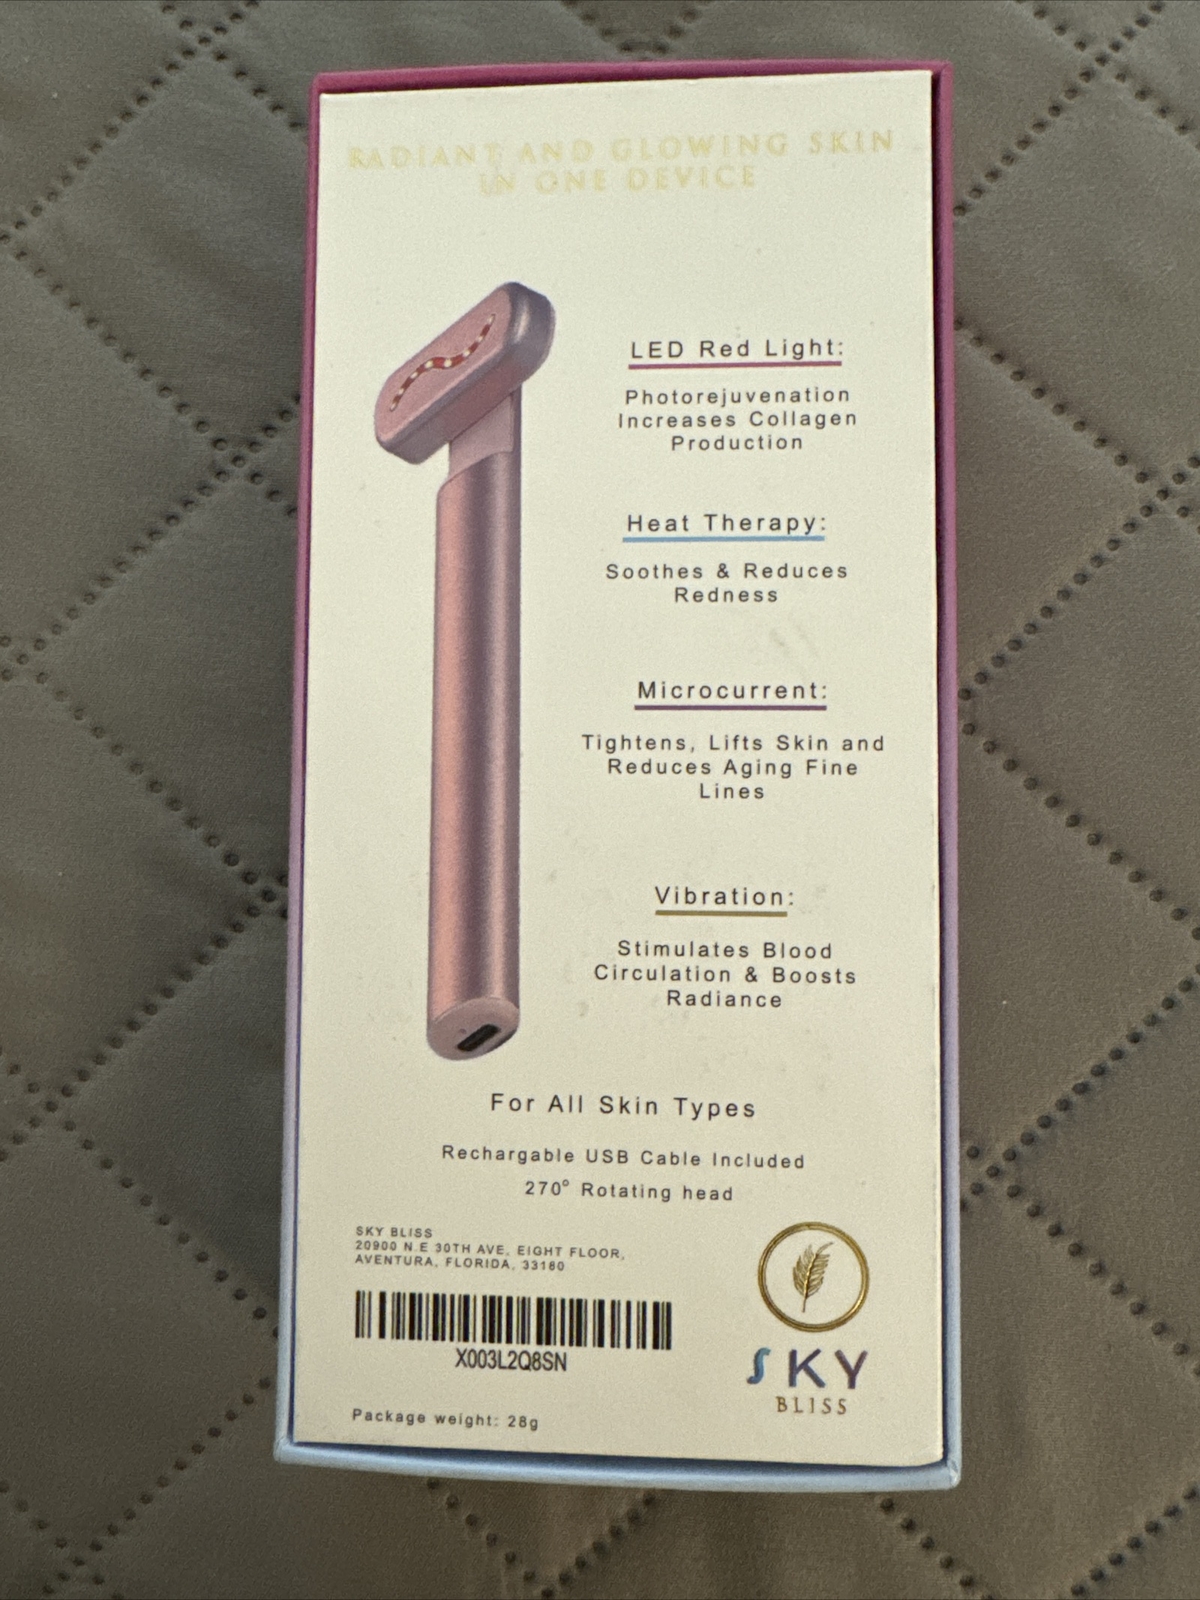 RADIANT AND GLOWING SKIN
IN ONE DEVICE
LED Red Light:
Photorejuvenation
Increases Collagen
Production
Heat Therapy:
Soothes & Reduces
Redness
Microcurrent:
Tightens, Lifts Skin and
Reduces Aging Fine
Lines
Vibration:
Stimulates Blood
Circulation & Boosts
Radiance
For All Skin Types
Rechargable USB Cable Included
270° Rotating head
SKY BLISS
20900 N.E 30TH AVE, EIGHT FLOOR,
AVENTURA, FLORIDA, 33180
X003L2Q8SN
Package weight: 28g
SKY
BLISS